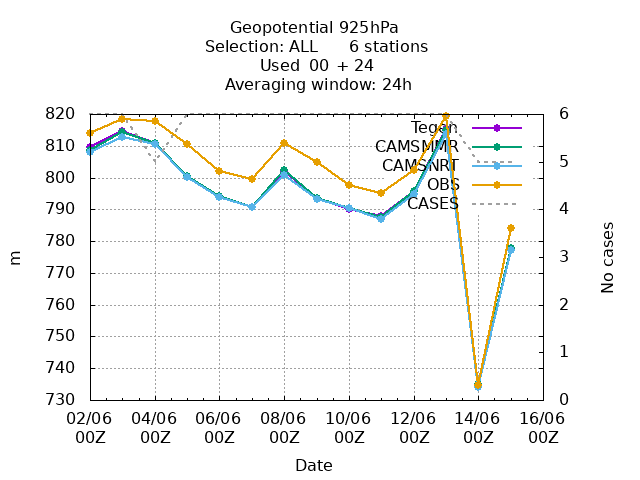 Geopotential 925hPa
Selection: ALL      6 stations
Used  00  + 24
Averaging window: 24h
820
810
800
790
780
770
760
750
740
730
m
6
5
4
3
2
1
0
No cases
Tegen
CAMSMMR
CAMSNRT
OBS
CASES
02/06 04/06 06/06 08/06 10/06 12/06 14/06 16/06
00Z 00Z 00Z 00Z 00Z 00Z 00Z 00Z
Date